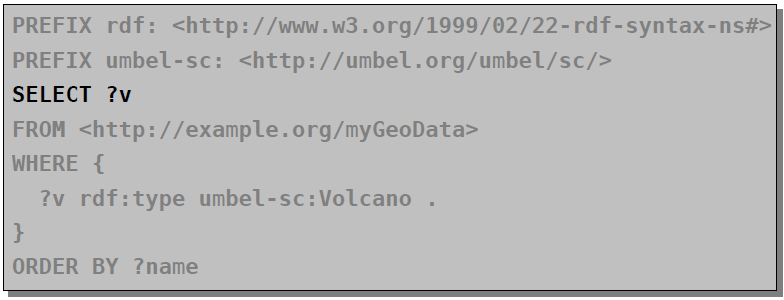 PREFIX rdf: <http://www.w3.org/1999/02/22-rdf-syntax-ns#>
PREFIX umbel-sc: <http://umbel.org/umbel/sc/>
SELECT ?v
FROM <http://example.org/myGeoData>
WHERE {
?v rdf:type umbel-sc:Volcano .
}
ORDER BY ?name